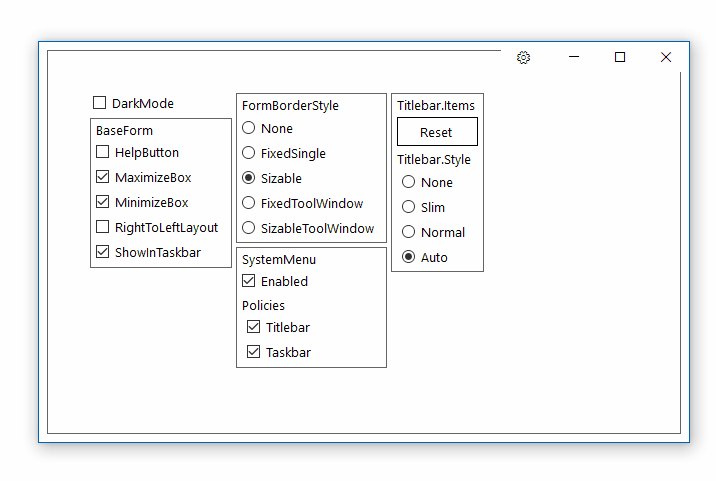 DarkMode
BaseForm
HelpButton
MaximizeBox
MinimizeBox
RightToLeftLayout
ShowInTaskbar
FormBorderStyle
None
FixedSingle
Sizable
FixedToolWindow
SizableToolWindow
SystemMenu
Enabled
Policies
Titlebar
Taskbar
Titlebar.Items
Reset
Titlebar.Style
None
Slim
Normal
Auto